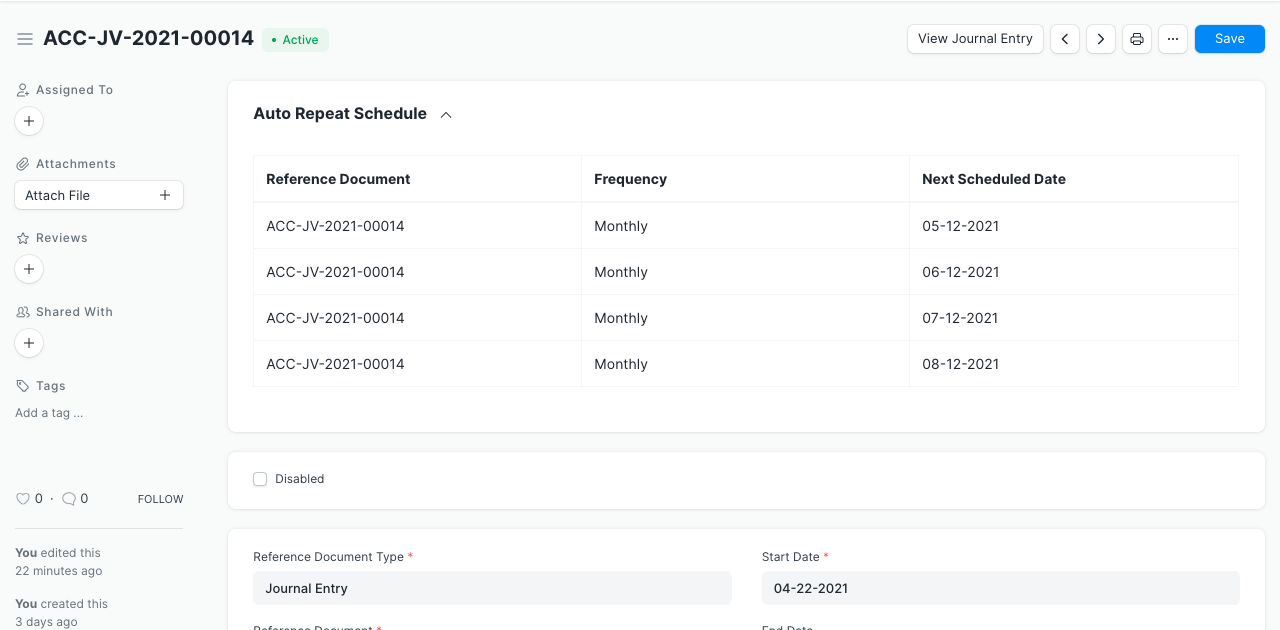 ACC-JV-2021-00014
Active
View Journal Entry
Save
Assigned To
Attachments
Attach File
Reviews
Shared With
Tags
Add a tag ...
0 · 0 FOLLOW
You edited this
22 minutes ago
You created this
3 days ago
Auto Repeat Schedule
Reference Document Frequency Next Scheduled Date
ACC-JV-2021-00014 Monthly 05-12-2021
ACC-JV-2021-00014 Monthly 06-12-2021
ACC-JV-2021-00014 Monthly 07-12-2021
ACC-JV-2021-00014 Monthly 08-12-2021
Disabled
Reference Document Type * Start Date *
Journal Entry 04-22-2021
Reference Document * End Date